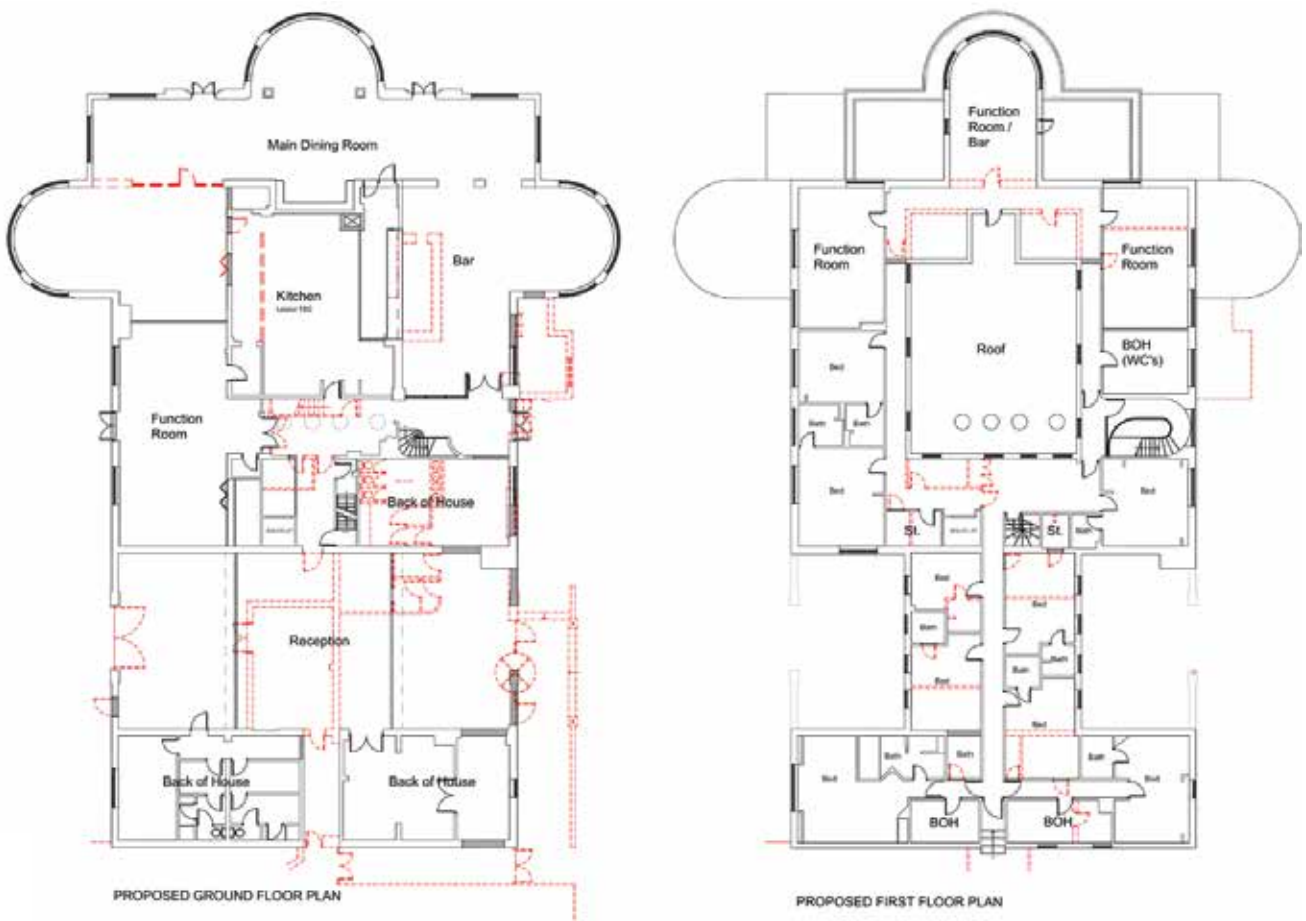 Main Dining Room
Bar
Kitchen
Function
Room
Back of House
Reception
Back of House
Back of House
PROPOSED GROUND FLOOR PLAN
Function
Room /
Bar
Function
Room
Function
Room
Roof
BOH
(WC's)
Bed
Bath
Bath
Bed
Bed
St.
St.
Bath
Bed
Bed
Bath
Bath
Bath
Bed
Bed
Bath
Bath
Bath
Bed
Bed
BOH
BOH
PROPOSED FIRST FLOOR PLAN